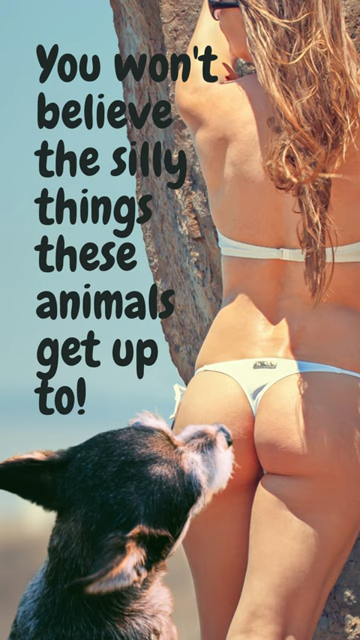 You won't
believe
the silly
things
these
animals
get up
to!